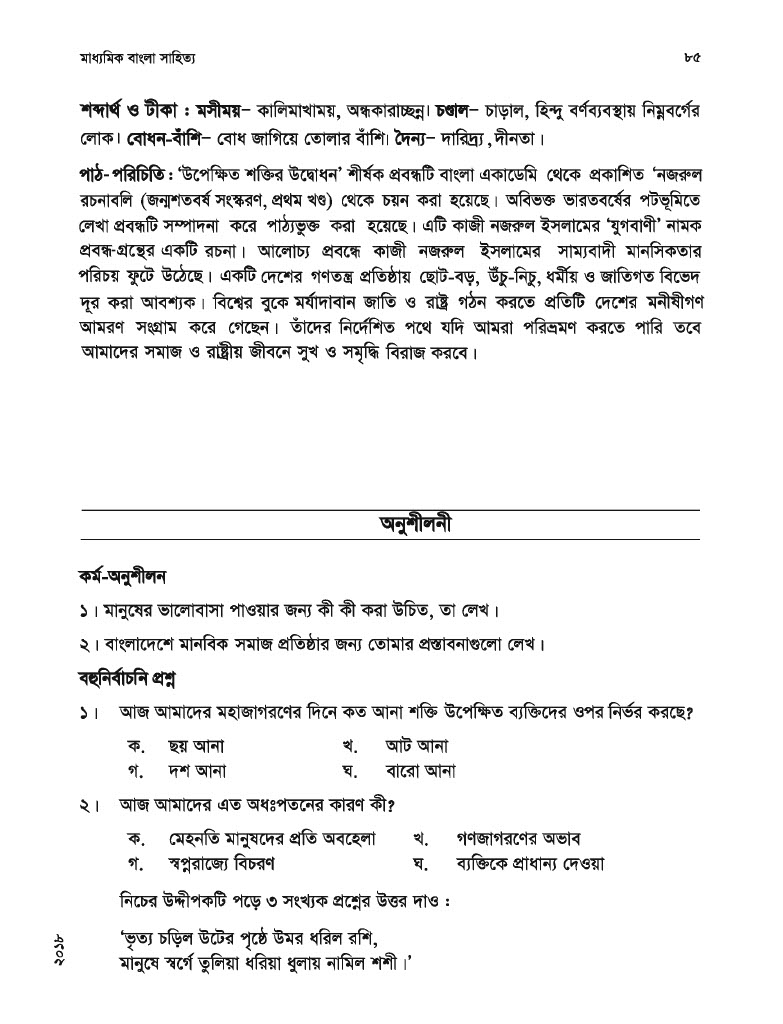 মাধ্যমিক বাংলা সাহিত্য ৮৫
শব্দার্থ ও টীকা : মসীময়– কালিমাখাময়, অন্ধকারাচ্ছন্ন। চণ্ডাল– চাড়াল, হিন্দু বর্ণব্যবস্থায় নিম্নবর্গের
লোক। বোধন-বাঁশি– বোধ জাগিয়ে তোলার বাঁশি। দৈন্য– দারিদ্র্য , দীনতা ।
পাঠ-পরিচিতি : ‘উপেক্ষিত শক্তির উদ্বোধন’ শীর্ষক প্রবন্ধটি বাংলা একাডেমি থেকে প্রকাশিত ‘নজরুল
রচনাবলি (জন্মশতবর্ষ সংস্করণ, প্রথম খণ্ড) থেকে চয়ন করা হয়েছে। অবিভক্ত ভারতবর্ষের পটভূমিতে
লেখা প্রবন্ধটি সম্পাদনা করে পাঠ্যভুক্ত করা হয়েছে। এটি কাজী নজরুল ইসলামের ‘যুগবাণী’ নামক
প্রবন্ধ-গ্রন্থের একটি রচনা। আলোচ্য প্রবন্ধে কাজী নজরুল ইসলামের সাম্যবাদী মানসিকতার
পরিচয় ফুটে উঠেছে। একটি দেশের গণতন্ত্র প্রতিষ্ঠায় ছোট-বড়, উঁচু-নিচু, ধর্মীয় ও জাতিগত বিভেদ
দূর করা আবশ্যক। বিশ্বের বুকে মর্যাদাবান জাতি ও রাষ্ট্র গঠন করতে প্রতিটি দেশের মনীষীগণ
আমরণ সংগ্রাম করে গেছেন। তাঁদের নির্দেশিত পথে যদি আমরা পরিভ্রমণ করতে পারি তবে
আমাদের সমাজ ও রাষ্ট্রীয় জীবনে সুখ ও সমৃদ্ধি বিরাজ করবে।
অনুশীলনী
কর্ম-অনুশীলন
১। মানুষের ভালোবাসা পাওয়ার জন্য কী কী করা উচিত, তা লেখ।
২। বাংলাদেশে মানবিক সমাজ প্রতিষ্ঠার জন্য তোমার প্রস্তাবনাগুলো লেখ।
বহুনির্বাচনি প্রশ্ন
১। আজ আমাদের মহাজাগরণের দিনে কত আনা শক্তি উপেক্ষিত ব্যক্তিদের ওপর নির্ভর করছে?
ক. ছয় আনা খ. আট আনা
গ. দশ আনা ঘ. বারো আনা
২। আজ আমাদের এত অধঃপতনের কারণ কী?
ক. মেহনতি মানুষদের প্রতি অবহেলা খ. গণজাগরণের অভাব
গ. স্বপ্নরাজ্যে বিচরণ ঘ. ব্যক্তিকে প্রাধান্য দেওয়া
নিচের উদ্দীপকটি পড়ে ৩ সংখ্যক প্রশ্নের উত্তর দাও :
‘ভৃত্য চড়িল উটের পৃষ্ঠে উমর ধরিল রশি,
মানুষে স্বর্গে তুলিয়া ধরিয়া ধুলায় নামিল শশী।’
২০১৮